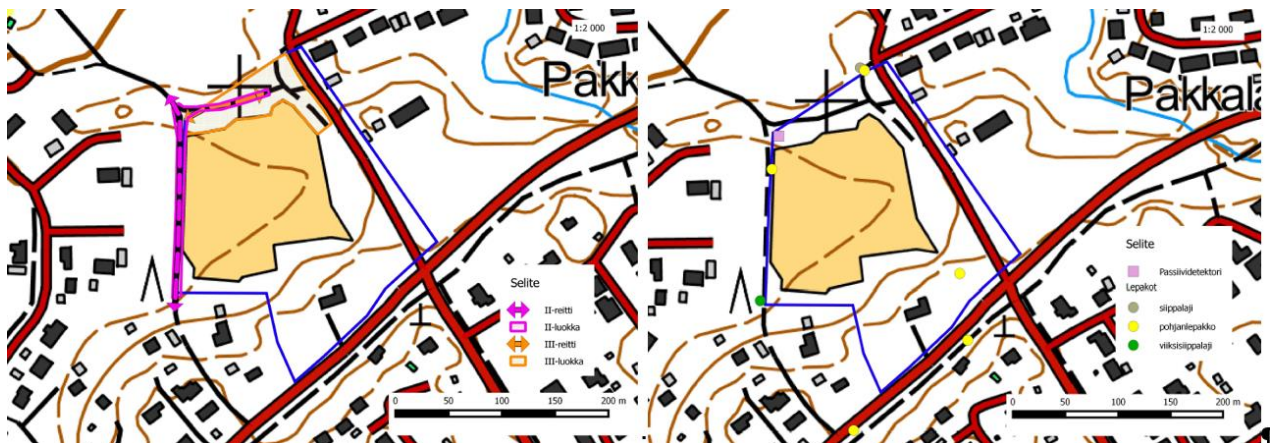 1:2 000
Pakk
Selite
II-reitti
II-luokka
III-reitti
III-luokka
0 50 100 150 200 m
1:2 000
Pakkala
Selite
Passiividetektori
Lepakot
siippalaji
pohjanlepakko
viiksisiippalaji
0 50 100 150 200 m